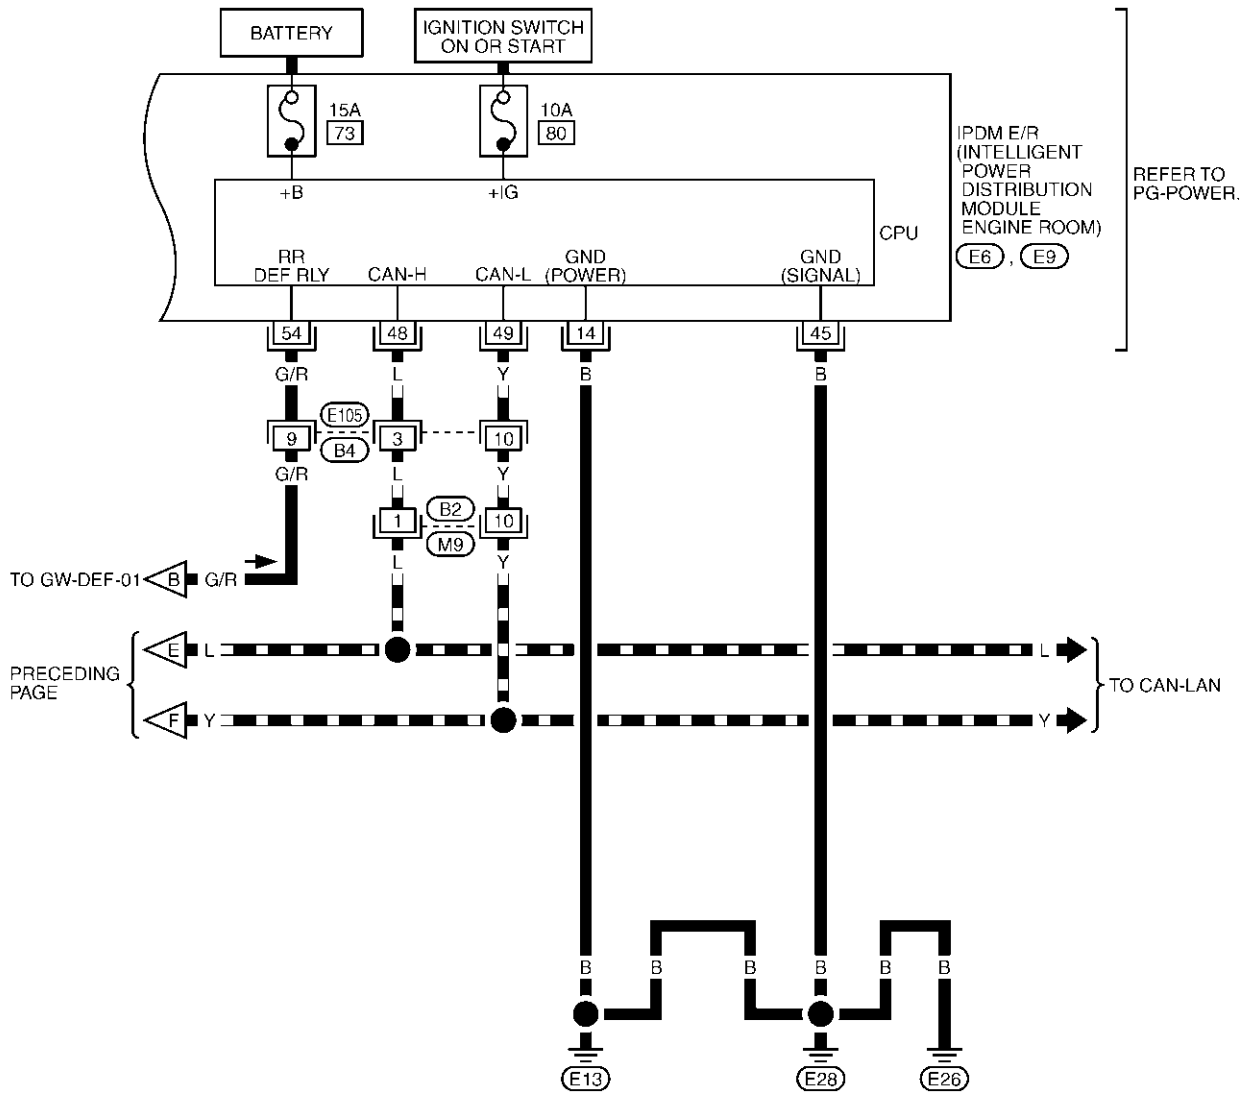 BATTERY
IGNITION SWITCH
ON OR START
15A
73
10A
80
IPDM E/R
(INTELLIGENT
POWER
DISTRIBUTION
MODULE
ENGINE ROOM)
E6 , E9
REFER TO
PG-POWER.
+B
+IG
CPU
RR
DEF RLY
CAN-H
CAN-L
GND
(POWER)
GND
(SIGNAL)
54
48
49
14
45
G/R
L
Y
B
B
E105
9
3
10
B4
G/R
L
Y
B2
1
10
M9
L
Y
TO GW-DEF-01
B
G/R
PRECEDING
PAGE
E
L
L
F
Y
Y
TO CAN-LAN
B
B
B
B
B
B
E13
E28
E26